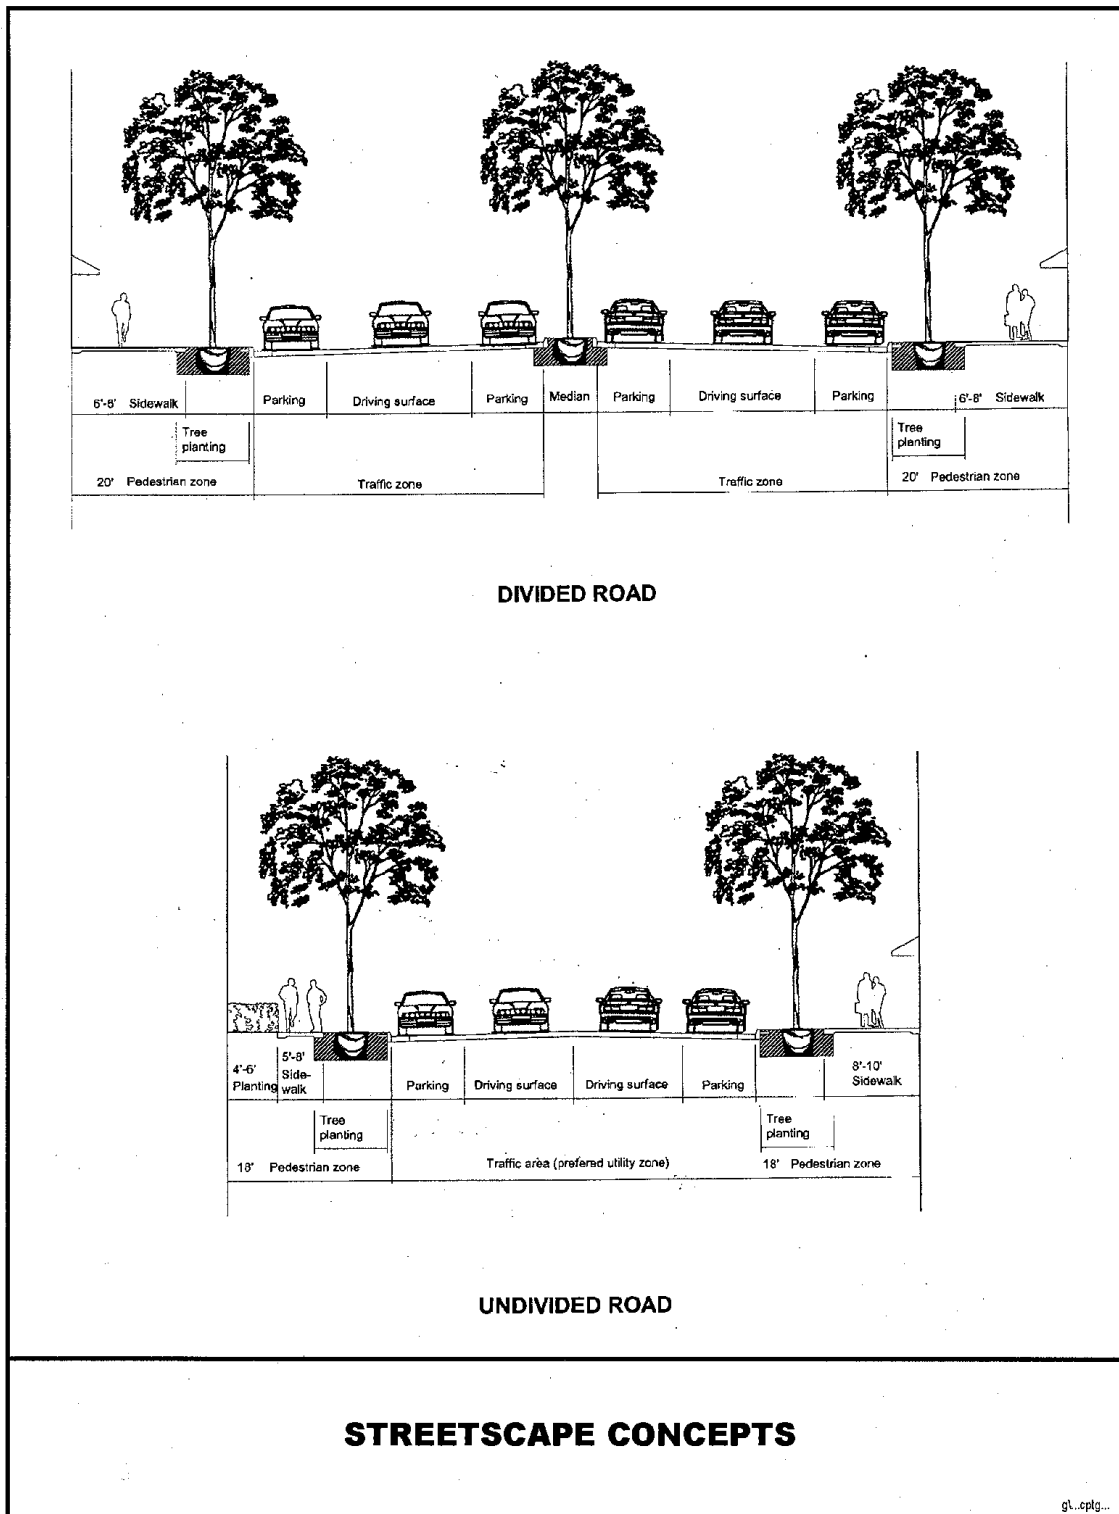 6'-8' Sidewalk
Parking
Driving surface
Parking
Median
Parking
Driving surface
Parking
6'-8' Sidewalk
Tree
planting
Tree
planting
20' Pedestrian zone
Traffic zone
Traffic zone
20' Pedestrian zone
DIVIDED ROAD
4'-6'
Planting
5'-8'
Side-
walk
Parking
Driving surface
Driving surface
Parking
8'-10'
Sidewalk
Tree
planting
Tree
planting
18' Pedestrian zone
Traffic area (prefered utility zone)
18' Pedestrian zone
UNDIVIDED ROAD
STREETSCAPE CONCEPTS